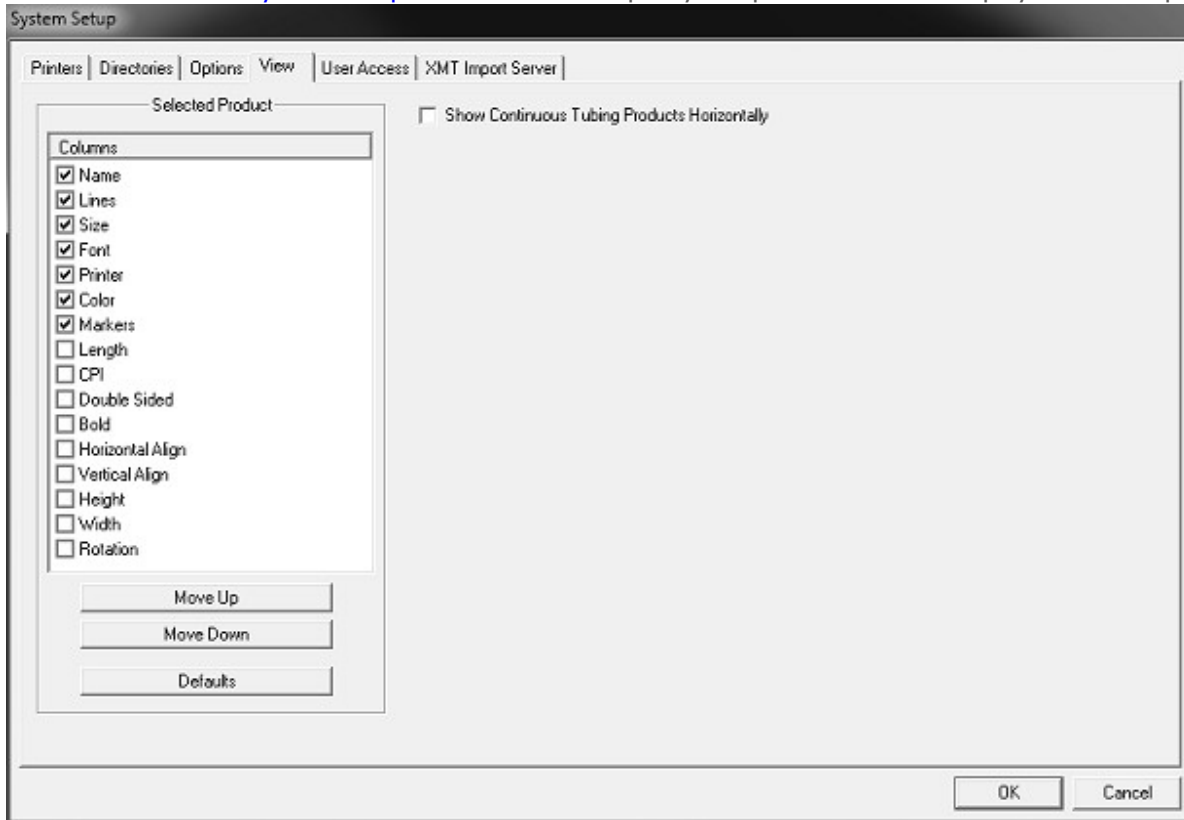 System Setup
Printers Directories Options View User Access XMT Import Server
Selected Product
Show Continuous Tubing Products Horizontally
Columns
Name
Lines
Size
Font
Printer
Color
Markers
Length
CPI
Double Sided
Bold
Horizontal Align
Vertical Align
Height
Width
Rotation
Move Up
Move Down
Defaults
OK Cancel